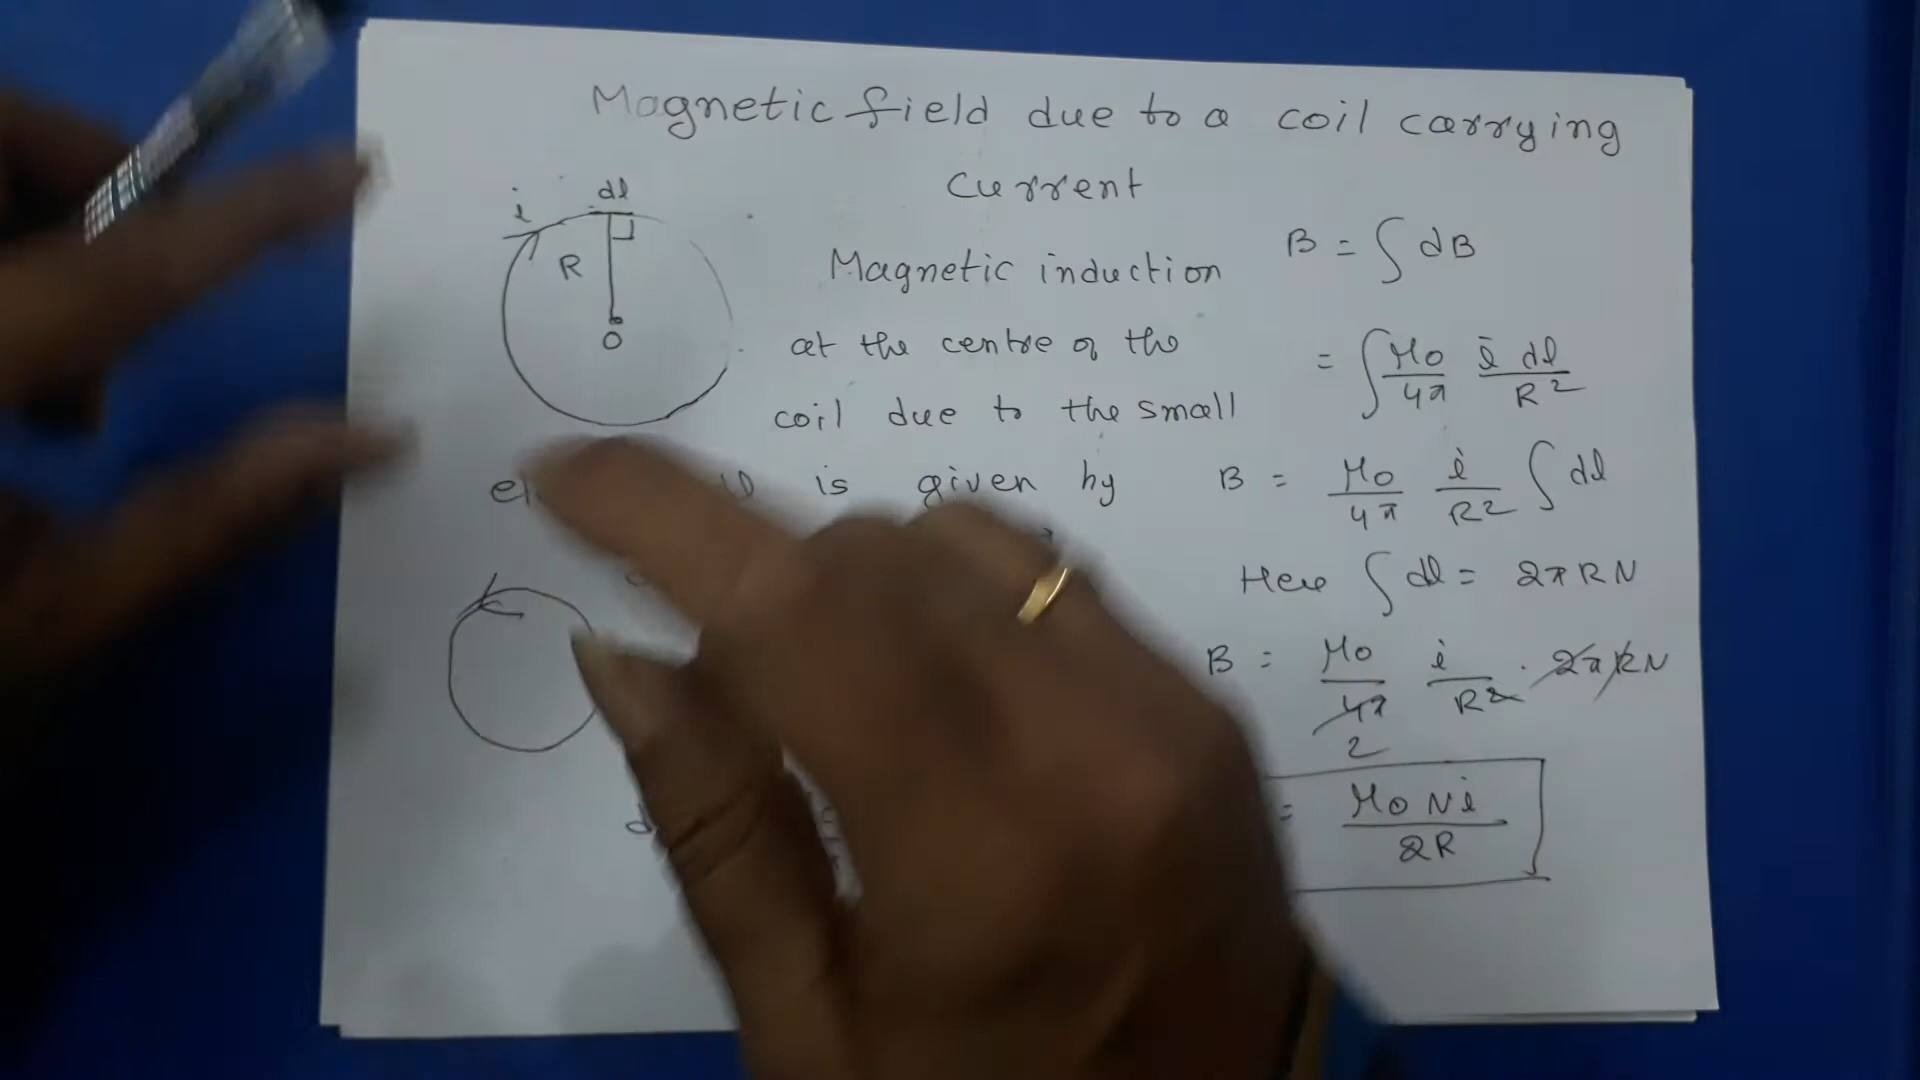 Magnetic field due to a coil carrying
current
i dl
R
O
Magnetic induction
at the centre of the
coil due to the small
is given by
B = ∫ dB
= ∫ μ0/4π i dl/R²
B = μ0/4π i/R² ∫ dl
Here ∫ dl = 2πRN
B = μ0/4π i/R² · 2πRN
2
= μ0 N i / 2R